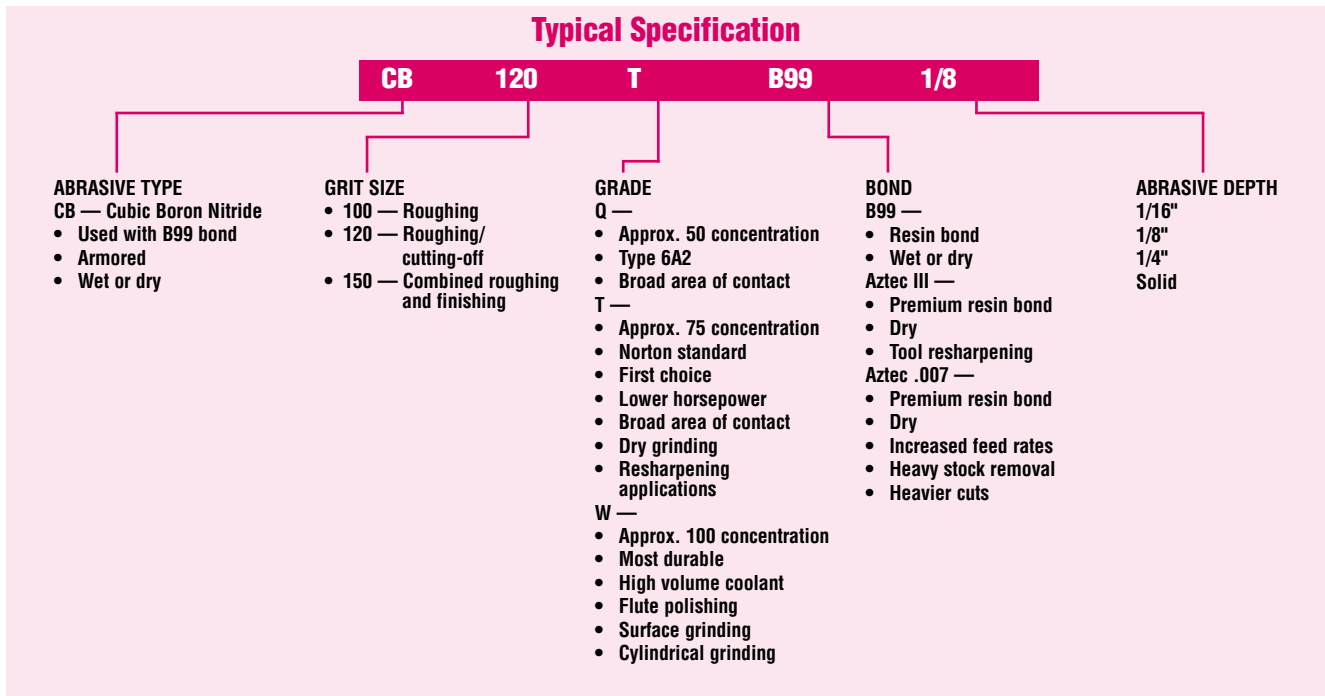 Typical Specification
CB 120 T B99 1/8
ABRASIVE TYPE
CB — Cubic Boron Nitride
• Used with B99 bond
• Armored
• Wet or dry
GRIT SIZE
• 100 — Roughing
• 120 — Roughing/
cutting-off
• 150 — Combined roughing
and finishing
GRADE
Q —
• Approx. 50 concentration
• Type 6A2
• Broad area of contact
T —
• Approx. 75 concentration
• Norton standard
• First choice
• Lower horsepower
• Broad area of contact
• Dry grinding
• Resharpening
applications
W —
• Approx. 100 concentration
• Most durable
• High volume coolant
• Flute polishing
• Surface grinding
• Cylindrical grinding
BOND
B99 —
• Resin bond
• Wet or dry
Aztec III —
• Premium resin bond
• Dry
• Tool resharpening
Aztec .007 —
• Premium resin bond
• Dry
• Increased feed rates
• Heavy stock removal
• Heavier cuts
ABRASIVE DEPTH
1/16"
1/8"
1/4"
Solid